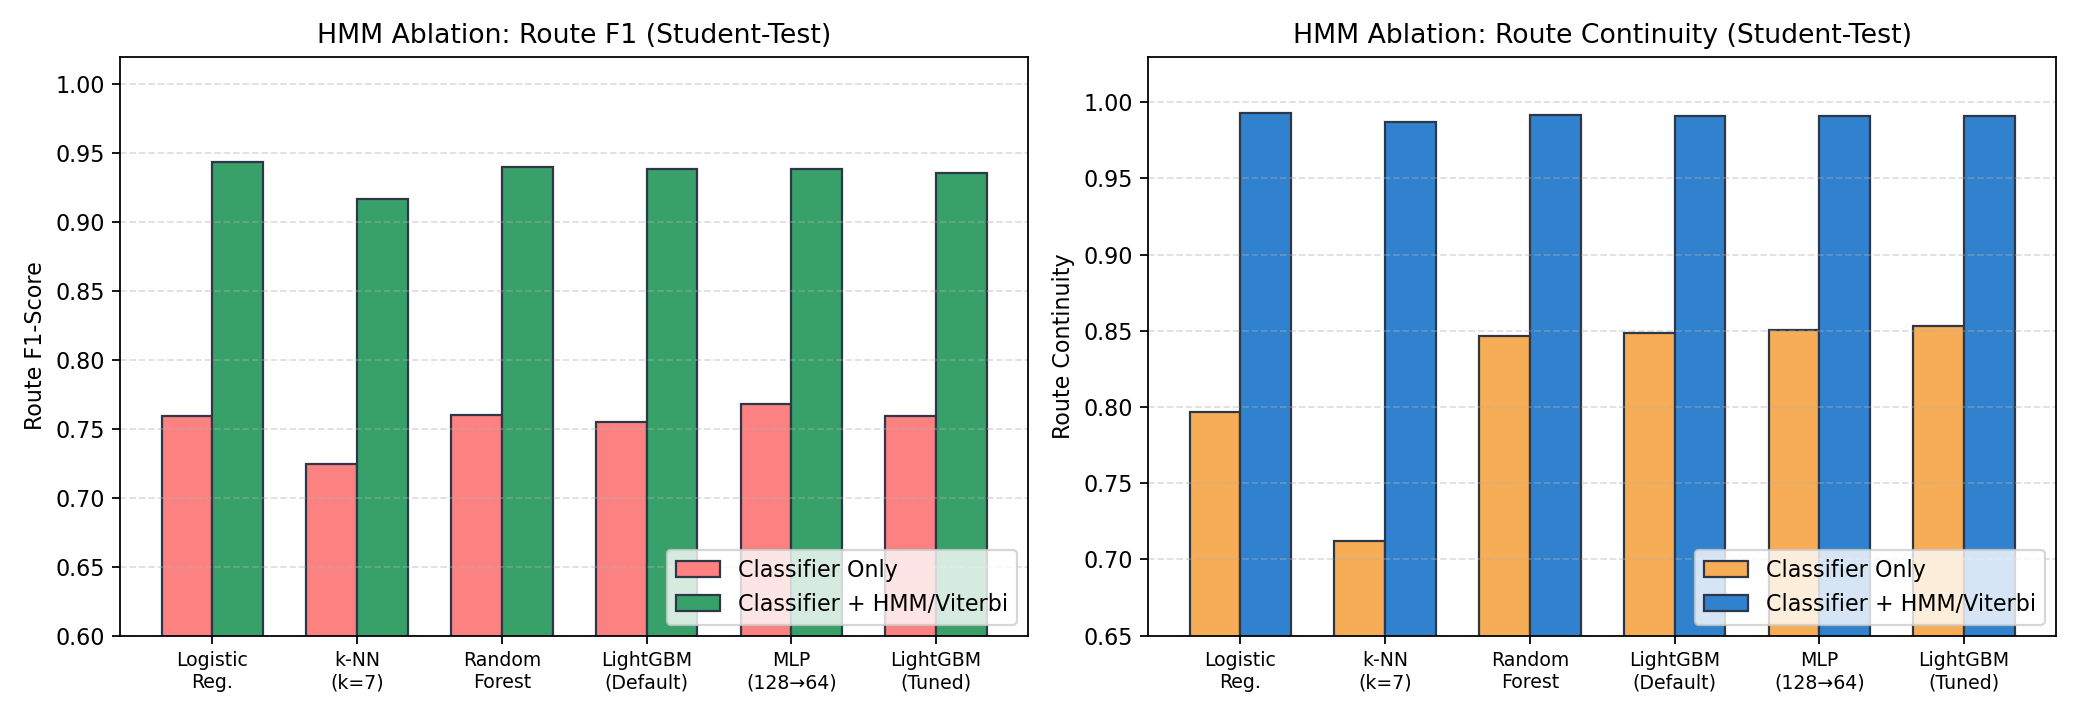 HMM Ablation: Route F1 (Student-Test)
Route F1-Score
1.00
0.95
0.90
0.85
0.80
0.75
0.70
0.65
0.60
Classifier Only
Classifier + HMM/Viterbi
Logistic
Reg.
k-NN
(k=7)
Random
Forest
LightGBM
(Default)
MLP
(128→64)
LightGBM
(Tuned)
HMM Ablation: Route Continuity (Student-Test)
Route Continuity
1.00
0.95
0.90
0.85
0.80
0.75
0.70
0.65
Classifier Only
Classifier + HMM/Viterbi
Logistic
Reg.
k-NN
(k=7)
Random
Forest
LightGBM
(Default)
MLP
(128→64)
LightGBM
(Tuned)